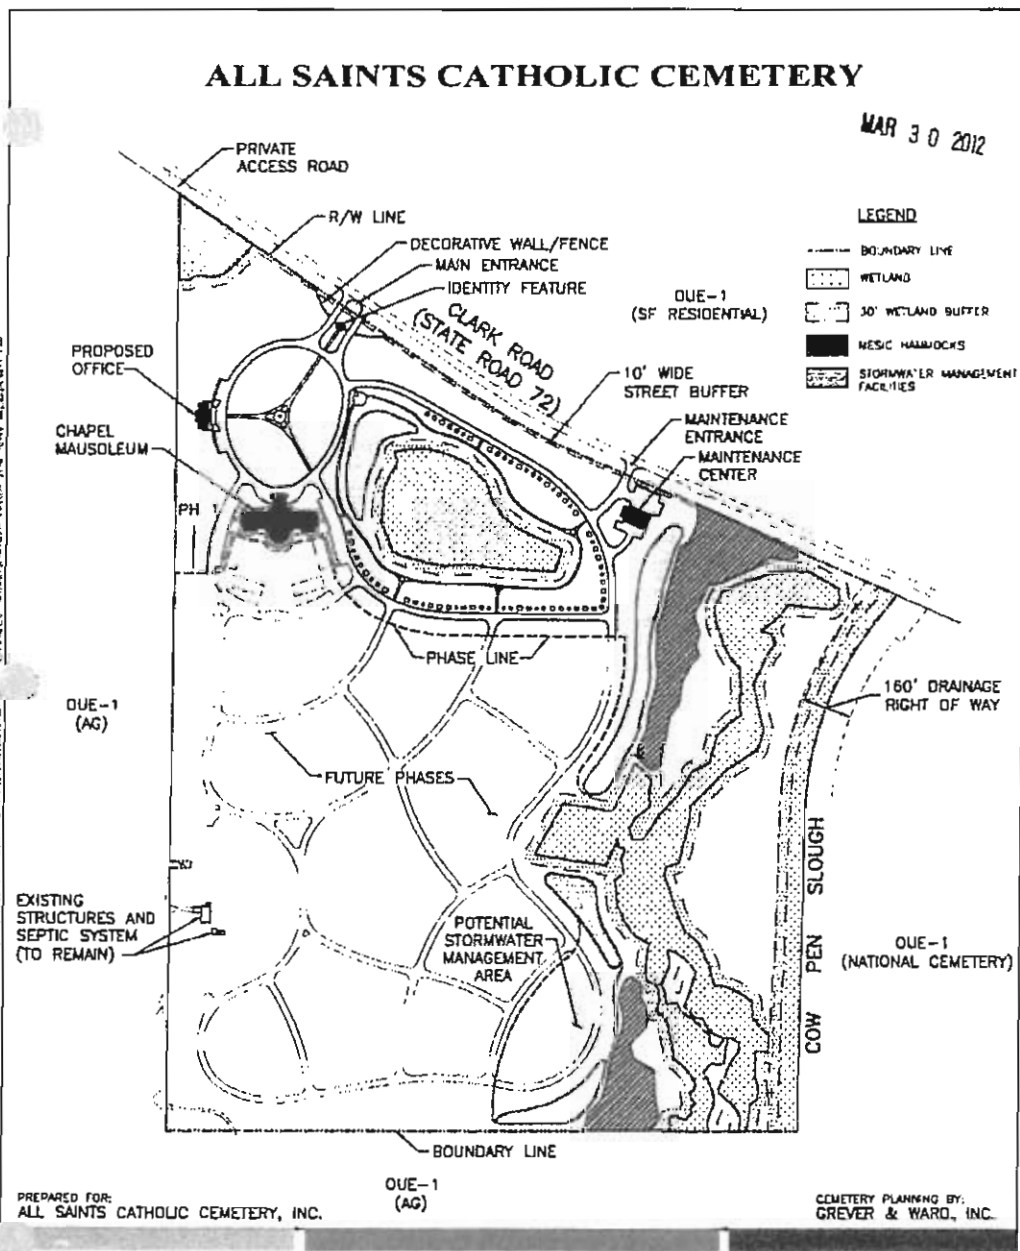 ALL SAINTS CATHOLIC CEMETERY
MAR 30 2012
PRIVATE
ACCESS ROAD
R/W LINE
DECORATIVE WALL/FENCE
MAIN ENTRANCE
IDENTITY FEATURE
LEGEND
BOUNDARY LINE
WETLAND
30' WETLAND BUFFER
MESIC HAMMOCKS
STORMWATER MANAGEMENT
FACILITIES
OUE-1
(SF RESIDENTIAL)
CLARK ROAD
(STATE ROAD 72)
PROPOSED
OFFICE
10' WIDE
STREET BUFFER
CHAPEL
MAUSOLEUM
MAINTENANCE
ENTRANCE
MAINTENANCE
CENTER
PH 1
PHASE LINE
160' DRAINAGE
RIGHT OF WAY
OUE-1
(AG)
FUTURE PHASES
EXISTING
STRUCTURES AND
SEPTIC SYSTEM
(TO REMAIN)
POTENTIAL
STORMWATER
MANAGEMENT
AREA
COW PEN SLOUGH
OUE-1
(NATIONAL CEMETERY)
BOUNDARY LINE
OUE-1
(AG)
PREPARED FOR:
ALL SAINTS CATHOLIC CEMETERY, INC.
CEMETERY PLANNING BY:
GREVER & WARD, INC.